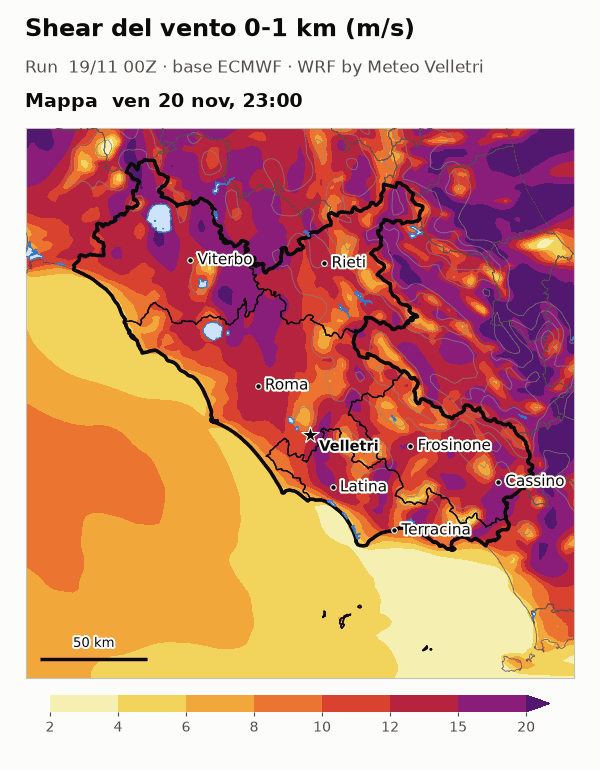 Shear del vento 0-1 km (m/s)
Run 19/11 00Z · base ECMWF · WRF by Meteo Velletri
Mappa ven 20 nov, 23:00
Viterbo
Rieti
Roma
Velletri
Frosinone
Latina
Cassino
Terracina
50 km
2 4 6 8 10 12 15 20